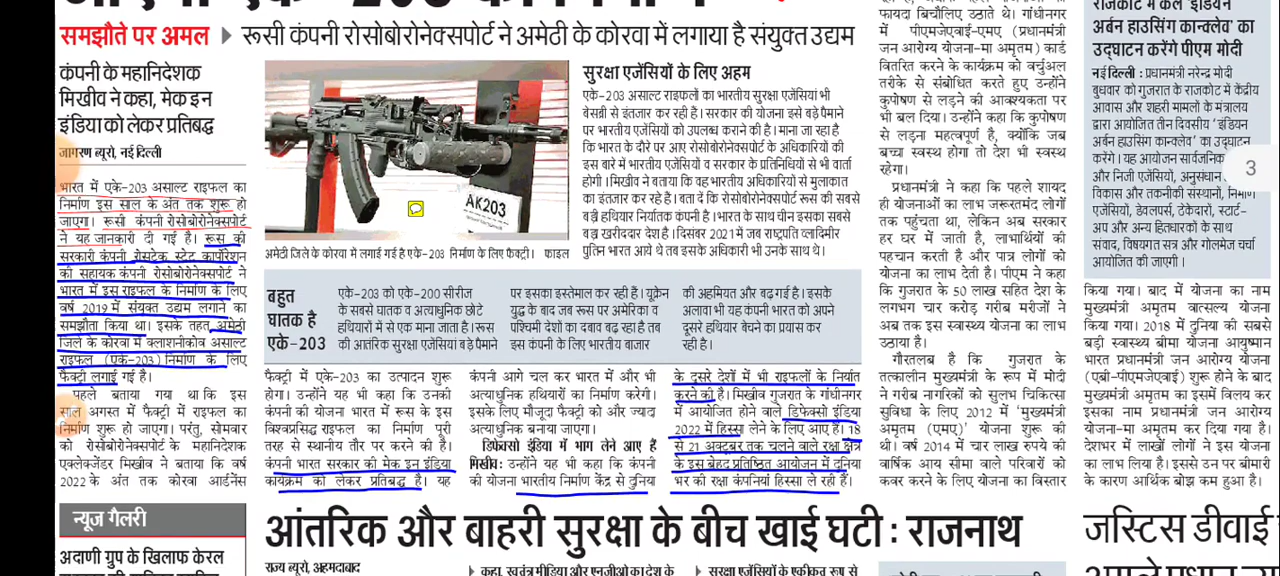 समझौते पर अमल ▶ रूसी कंपनी रोसोबोरोनेक्सपोर्ट ने अमेठी के कोरवा में लगाया है संयुक्त उद्यम
कंपनी के महानिदेशक
मिखीव ने कहा, मेक इन
इंडिया को लेकर प्रतिबद्ध
जागरण ब्यूरो, नई दिल्ली
भारत में एके-203 असाल्ट राइफल का
निर्माण इस साल के अंत तक शुरू हो
जाएगा। रूसी कंपनी रोसोबोरोनेक्सपोर्ट
ने यह जानकारी दी गई है। रूस की
सरकारी कंपनी रोसटेक स्टेट कार्पोरेशन
की सहायक कंपनी रोसोबोरोनेक्सपोर्ट ने
भारत में इस राइफल के निर्माण के लिए
वर्ष 2019 में संयुक्त उद्यम लगाने का
समझौता किया था। इसके तहत अमेठी
जिले के कोरवा में क्लाशनीकोव असाल्ट
राइफल (एके-203) निर्माण के लिए
फैक्ट्री लगाई गई है।
पहले बताया गया था कि इस
साल अगस्त में फैक्ट्री में राइफल का
निर्माण शुरू हो जाएगा। परंतु, सोमवार
को रोसोबोरोनेक्सपोर्ट के महानिदेशक
एलेक्जेंडर मिखीव ने बताया कि वर्ष
2022 के अंत तक कोरवा आर्डनेंस
AK203
अमेठी जिले के कोरवा में लगाई गई है एके-203 निर्माण के लिए फैक्ट्री। फाइल
सुरक्षा एजेंसियों के लिए अहम
एके-203 असाल्ट राइफलों का भारतीय सुरक्षा एजेंसियां भी
बेसब्री से इंतजार कर रही हैं। सरकार की योजना इसे बड़े पैमाने
पर भारतीय एजेंसियों को उपलब्ध कराने की है। माना जा रहा है
कि भारत के दौरे पर आए रोसोबोरोनेक्सपोर्ट के अधिकारियों की
इस बारे में भारतीय एजेंसियों व सरकार के प्रतिनिधियों से भी वार्ता
होगी। मिखीव ने बताया कि वह भारतीय अधिकारियों से मुलाकात
का इंतजार कर रहे हैं। बता दें कि रोसोबोरोनेक्सपोर्ट रूस की सबसे
बड़ी हथियार निर्यातक कंपनी है। भारत के साथ चीन इसका सबसे
बड़ा खरीददार देश है। दिसंबर 2021 में जब राष्ट्रपति व्लादिमीर
पुतिन भारत आये थे तब इसके अधिकारी भी उनके साथ थे।
बहुत
घातक है
एके-203
एके-203 को एके-200 सीरीज
के सबसे घातक व अत्याधुनिक छोटे
हथियारों में से एक माना जाता है। रूस
की आंतरिक सुरक्षा एजेंसियां बड़े पैमाने
पर इसका इस्तेमाल कर रही हैं। यूक्रेन
युद्ध के बाद जब रूस पर अमेरिका व
पश्चिमी देशों का दबाव बढ़ रहा है तब
इस कंपनी के लिए भारतीय बाजार
की अहमियत और बढ़ गई है। इसके
अलावा भी यह कंपनी भारत को अपने
दूसरे हथियार बेचने का प्रयास कर
रही है।
फैक्ट्री में एके-203 का उत्पादन शुरू
होगा। उन्होंने यह भी कहा कि उनकी
कंपनी की योजना भारत में रूस के इस
विश्वप्रसिद्ध राइफल का निर्माण पूरी
तरह से स्थानीय तौर पर करने की है।
कंपनी भारत सरकार की मेक इन इंडिया
कार्यक्रम को लेकर प्रतिबद्ध है। यह
कंपनी आगे चल कर भारत में और भी
अत्याधुनिक हथियारों का निर्माण करेगी।
इसके लिए मौजूदा फैक्ट्री को और ज्यादा
अत्याधुनिक बनाया जाएगा।
डिफेक्सो इंडिया में भाग लेने आए हैं
मिखीव: उन्होंने यह भी कहा कि कंपनी
की योजना भारतीय निर्माण केंद्र से दुनिया
के दूसरे देशों में भी राइफलों के निर्यात
करने की है। मिखीव गुजरात के गांधीनगर
में आयोजित होने वाले डिफेक्सो इंडिया
2022 में हिस्सा लेने के लिए आए हैं। 18
से 21 अक्टूबर तक चलने वाले रक्षा क्षेत्र
के इस बेहद प्रतिष्ठित आयोजन में दुनिया
भर की रक्षा कंपनियां हिस्सा ले रही हैं।
फायदा बिचौलिए उठाते थे। गांधीनगर
में पीएमजेएवाई-एमए (प्रधानमंत्री
जन आरोग्य योजना-मा अमृतम) कार्ड
वितरित करने के कार्यक्रम को वर्चुअल
तरीके से संबोधित करते हुए उन्होंने
कुपोषण से लड़ने की आवश्यकता पर
भी बल दिया। उन्होंने कहा कि कुपोषण
से लड़ना महत्वपूर्ण है, क्योंकि जब
बच्चा स्वस्थ होगा तो देश भी स्वस्थ
रहेगा।
प्रधानमंत्री ने कहा कि पहले शायद
ही योजनाओं का लाभ जरूरतमंद लोगों
तक पहुंचता था, लेकिन अब सरकार
हर घर में जाती है, लाभार्थियों की
पहचान करती है और पात्र लोगों को
योजना का लाभ देती है। पीएम ने कहा
कि गुजरात के 50 लाख सहित देश के
लगभग चार करोड़ गरीब मरीजों ने
अब तक इस स्वास्थ्य योजना का लाभ
उठाया है।
गौरतलब है कि गुजरात के
तत्कालीन मुख्यमंत्री के रूप में मोदी
ने गरीब नागरिकों की सुलभ चिकित्सा
सुविधा के लिए 2012 में 'मुख्यमंत्री
अमृतम (एमए)' योजना शुरू की
थी। वर्ष 2014 में चार लाख रुपये की
वार्षिक आय सीमा वाले परिवारों को
कवर करने के लिए योजना का विस्तार
राजकोट में कल 'इंडियन
अर्बन हाउसिंग कान्क्लेव' का
उद्घाटन करेंगे पीएम मोदी
नई दिल्ली : प्रधानमंत्री नरेन्द्र मोदी
बुधवार को गुजरात के राजकोट में केंद्रीय
आवास और शहरी मामलों के मंत्रालय
द्वारा आयोजित तीन दिवसीय 'इंडियन
अर्बन हाउसिंग कान्क्लेव' का उद्घाटन
करेंगे। यह आयोजन सार्वजनिक
और निजी एजेंसियों, अनुसंधान
विकास और तकनीकी संस्थानों, निर्माण
एजेंसियों, डेवलपर्स, ठेकेदारों, स्टार्ट-
अप और अन्य हितधारकों के साथ
संवाद, विषयगत सत्र और गोलमेज चर्चा
आयोजित की जाएगी।
3
किया गया। बाद में योजना का नाम
मुख्यमंत्री अमृतम वात्सल्य योजना
किया गया। 2018 में दुनिया की सबसे
बड़ी स्वास्थ्य बीमा योजना आयुष्मान
भारत प्रधानमंत्री जन आरोग्य योजना
(एबी-पीएमजेएवाई) शुरू होने के बाद
मुख्यमंत्री अमृतम का इसमें विलय कर
इसका नाम प्रधानमंत्री जन आरोग्य
योजना-मा अमृतम कर दिया गया है।
देशभर में लाखों लोगों ने इस योजना
का लाभ लिया है। इससे उन पर बीमारी
के कारण आर्थिक बोझ कम हुआ है।
न्यूज गैलरी
अदाणी ग्रुप के खिलाफ केरल
आंतरिक और बाहरी सुरक्षा के बीच खाई घटी : राजनाथ
राज्य ब्यूरो, अहमदाबाद
▶ कहा, स्वतंत्र मीडिया और एनजीओ का देश के
▶ सुरक्षा एजेंसियों के एकीकृत रूप से
जस्टिस डीवाई